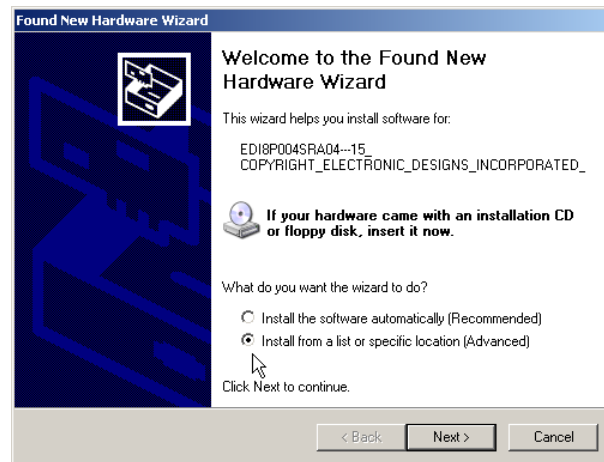 Found New Hardware Wizard
Welcome to the Found New
Hardware Wizard
This wizard helps you install software for:
EDI8P004SRA04---15_
COPYRIGHT_ELECTRONIC_DESIGNS_INCORPORATED_
If your hardware came with an installation CD
or floppy disk, insert it now.
What do you want the wizard to do?
Install the software automatically (Recommended)
Install from a list or specific location (Advanced)
Click Next to continue.
< Back Next > Cancel